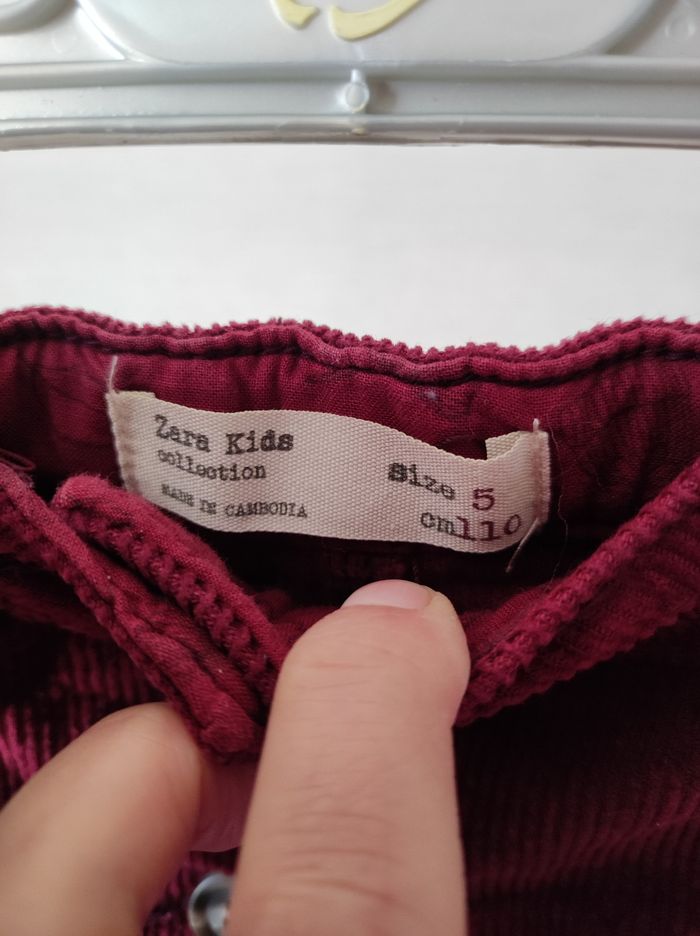 Zara Kids
collection
MADE IN CAMBODIA
size 5
cm110